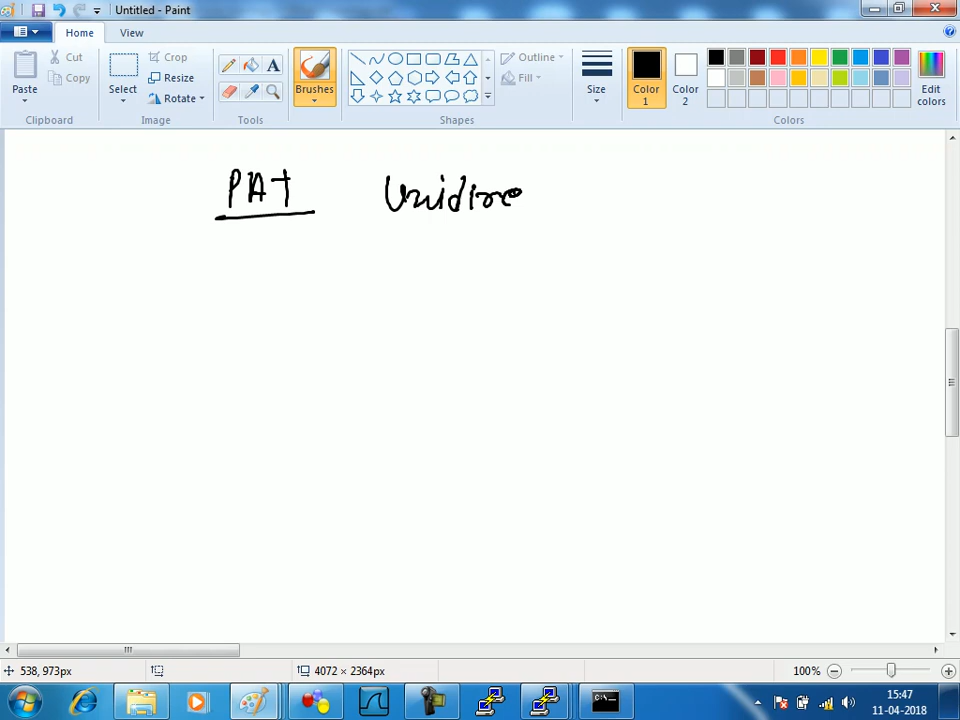 Untitled - Paint
Home View
Paste Cut Copy Clipboard
Select Crop Resize Rotate Image
A Tools
Brushes
Outline Fill Shapes
Size
Color 1
Color 2
Edit colors
Colors
PAT Unidire
538, 973px 4072 × 2364px 100%
15:47
11-04-2018